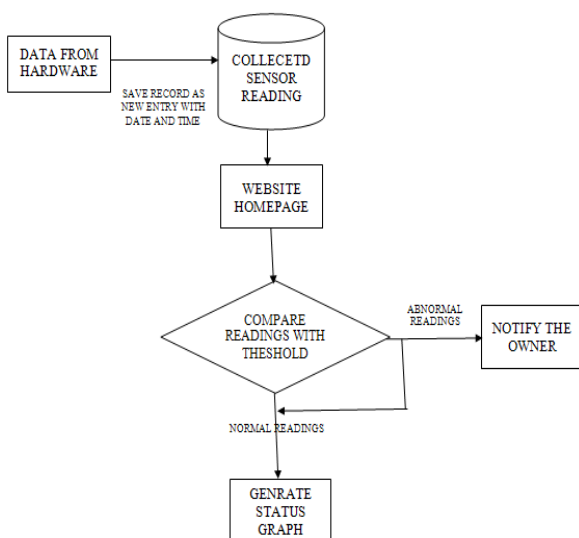 DATA FROM
HARDWARE
COLLECETD
SENSOR
READING
SAVE RECORD AS
NEW ENTRY WITH
DATE AND TIME
WEBSITE
HOMEPAGE
COMPARE
READINGS WITH
THESHOLD
ABNORMAL
READINGS
NOTIFY THE
OWNER
NORMAL READINGS
GENRATE
STATUS
GRAPH